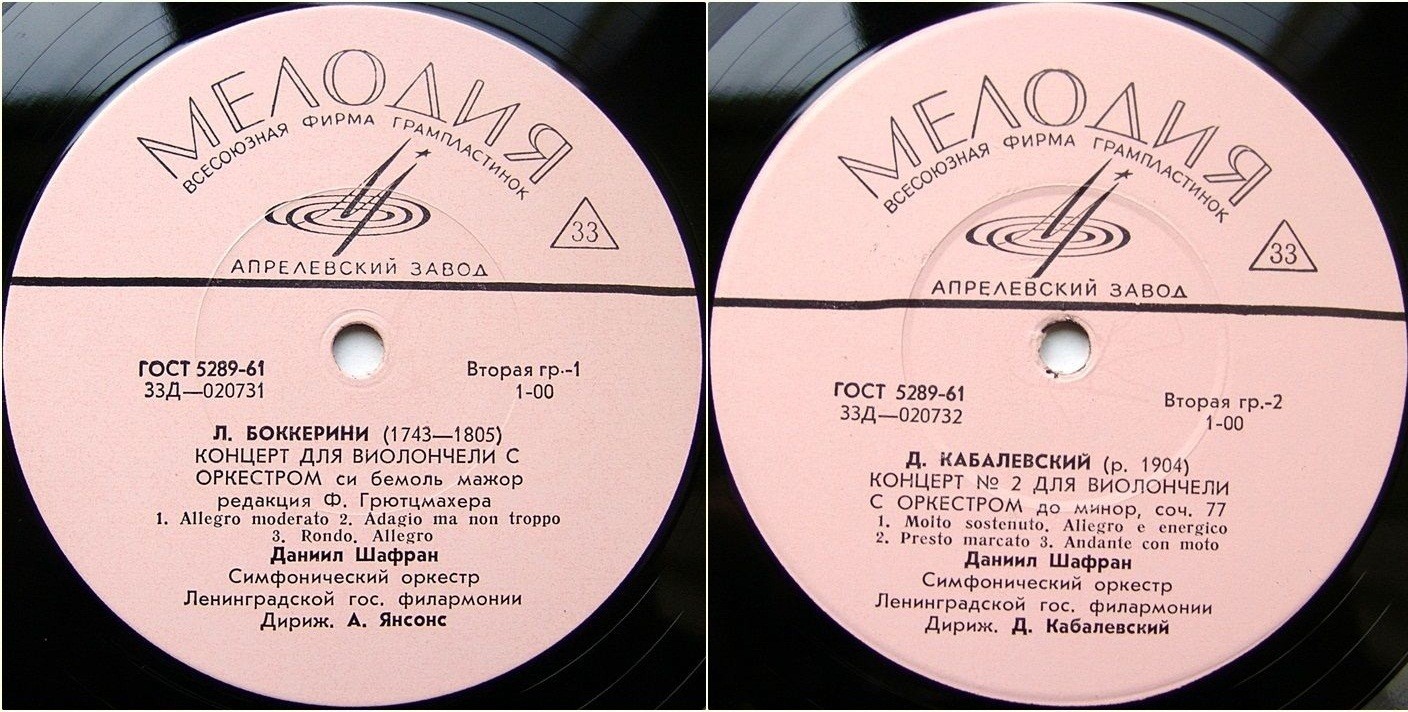 МЕЛОДИЯ
ВСЕСОЮЗНАЯ ФИРМА ГРАМПЛАСТИНОК
33
АПРЕЛЕВСКИЙ ЗАВОД
ГОСТ 5289-61
33Д—020731
Вторая гр.-1
1-00
Л. БОККЕРИНИ (1743—1805)
КОНЦЕРТ ДЛЯ ВИОЛОНЧЕЛИ С
ОРКЕСТРОМ си бемоль мажор
редакция Ф. Грютцмахера
1. Allegro moderato 2. Adagio ma non troppo
3. Rondo. Allegro
Даниил Шафран
Симфонический оркестр
Ленинградской гос. филармонии
Дириж. А. Янсонс
МЕЛОДИЯ
ВСЕСОЮЗНАЯ ФИРМА ГРАМПЛАСТИНОК
33
АПРЕЛЕВСКИЙ ЗАВОД
ГОСТ 5289-61
33Д—020732
Вторая гр.-2
1-00
Д. КАБАЛЕВСКИЙ (р. 1904)
КОНЦЕРТ № 2 ДЛЯ ВИОЛОНЧЕЛИ
С ОРКЕСТРОМ до минор, соч. 77
1. Molto sostenuto. Allegro e energico
2. Presto marcato 3. Andante con moto
Даниил Шафран
Симфонический оркестр
Ленинградской гос. филармонии
Дириж. Д. Кабалевский